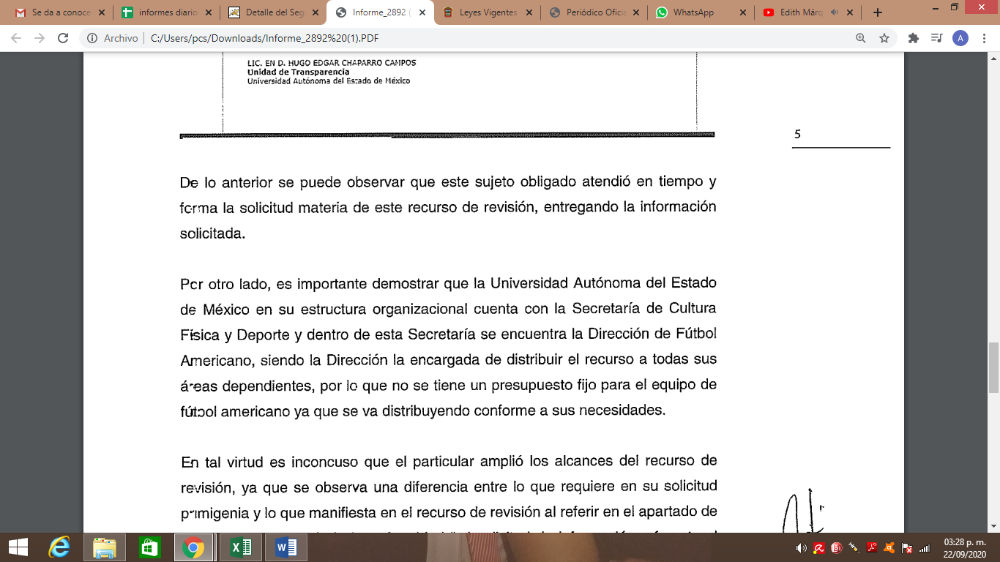 Se da a conoce
informes diario
Detalle del Seg
Informe_2892 (
Leyes Vigentes
Periódico Oficia
WhatsApp
Edith Márq
Archivo
C:/Users/pcs/Downloads/Informe_2892%20(1).PDF
A
LIC. EN D. HUGO EDGAR CHAPARRO CAMPOS
Unidad de Transparencia
Universidad Autónoma del Estado de México
5
De lo anterior se puede observar que este sujeto obligado atendió en tiempo y
forma la solicitud materia de este recurso de revisión, entregando la información
solicitada.
Por otro lado, es importante demostrar que la Universidad Autónoma del Estado
de México en su estructura organizacional cuenta con la Secretaría de Cultura
Física y Deporte y dentro de esta Secretaría se encuentra la Dirección de Fútbol
Americano, siendo la Dirección la encargada de distribuir el recurso a todas sus
áreas dependientes, por lo que no se tiene un presupuesto fijo para el equipo de
fútbol americano ya que se va distribuyendo conforme a sus necesidades.
En tal virtud es inconcuso que el particular amplió los alcances del recurso de
revisión, ya que se observa una diferencia entre lo que requiere en su solicitud
primigenia y lo que manifiesta en el recurso de revisión al referir en el apartado de
03:28 p. m.
22/09/2020